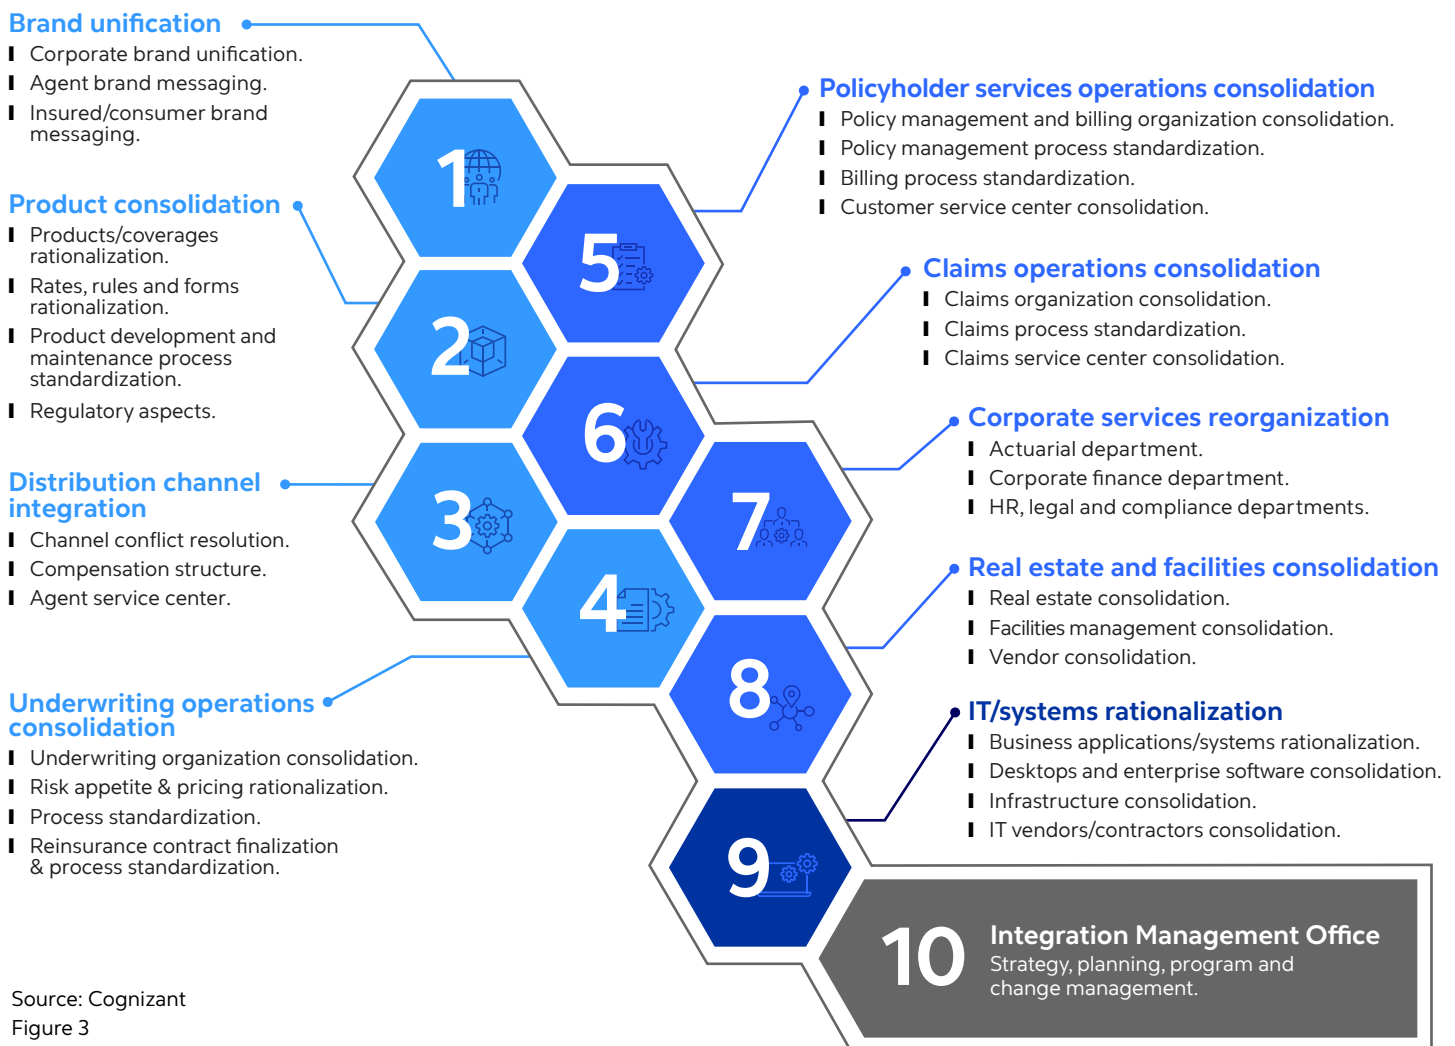 Brand unification
Corporate brand unification.
Agent brand messaging.
Insured/consumer brand
messaging.
Product consolidation
Products/coverages
rationalization.
Rates, rules and forms
rationalization.
Product development and
maintenance process
standardization.
Regulatory aspects.
Distribution channel
integration
Channel conflict resolution.
Compensation structure.
Agent service center.
Underwriting operations
consolidation
Underwriting organization consolidation.
Risk appetite & pricing rationalization.
Process standardization.
Reinsurance contract finalization
& process standardization.
1
2
3
4
5
6
7
8
9
Policyholder services operations consolidation
Policy management and billing organization consolidation.
Policy management process standardization.
Billing process standardization.
Customer service center consolidation.
Claims operations consolidation
Claims organization consolidation.
Claims process standardization.
Claims service center consolidation.
Corporate services reorganization
Actuarial department.
Corporate finance department.
HR, legal and compliance departments.
Real estate and facilities consolidation
Real estate consolidation.
Facilities management consolidation.
Vendor consolidation.
IT/systems rationalization
Business applications/systems rationalization.
Desktops and enterprise software consolidation.
Infrastructure consolidation.
IT vendors/contractors consolidation.
10
Integration Management Office
Strategy, planning, program and
change management.
Source: Cognizant
Figure 3